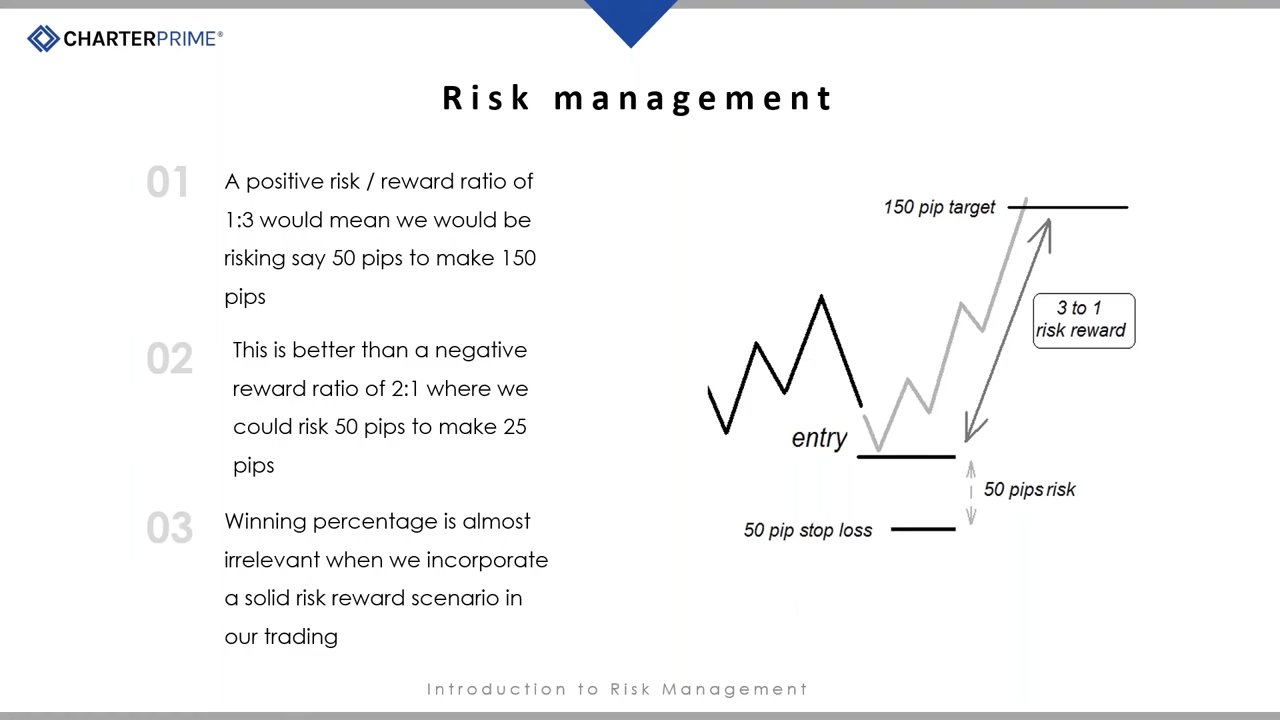 CHARTERPRIME®
Risk management
01
A positive risk / reward ratio of
1:3 would mean we would be
risking say 50 pips to make 150
pips
02
This is better than a negative
reward ratio of 2:1 where we
could risk 50 pips to make 25
pips
03
Winning percentage is almost
irrelevant when we incorporate
a solid risk reward scenario in
our trading
150 pip target
3 to 1
risk reward
entry
50 pips risk
50 pip stop loss
Introduction to Risk Management